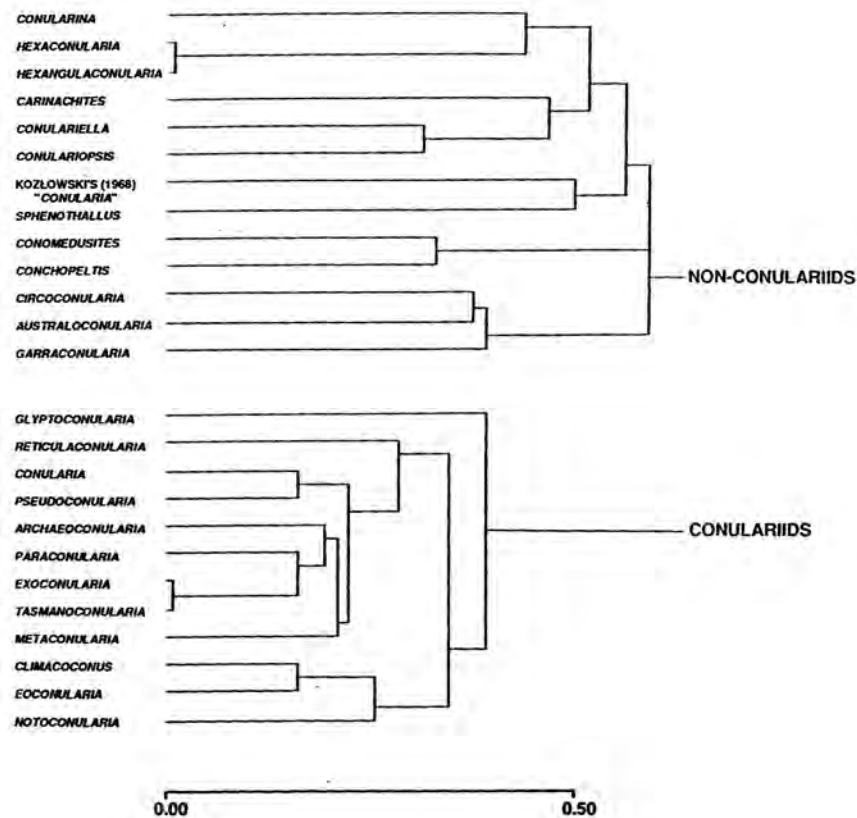 CONULARINA
HEXACONULARIA
HEXANGULACONULARIA
CARINACHITES
CONULARIELLA
CONULARIOPSIS
KOZŁOWSKI'S (1968)
"CONULARIA"
SPHENOTHALLUS
CONOMEDUSITES
CONCHOPELTIS
CIRCOCONULARIA
AUSTRALOCONULARIA
GARRACONULARIA
NON-CONULARIIDS
GLYPTOCONULARIA
RETICULACONULARIA
CONULARIA
PSEUDOCONULARIA
ARCHAEOCONULARIA
PARACONULARIA
EXOCONULARIA
TASMANOCONULARIA
METACONULARIA
CLIMACOCONUS
EOCONULARIA
NOTOCONULARIA
CONULARIIDS
0.00 0.50